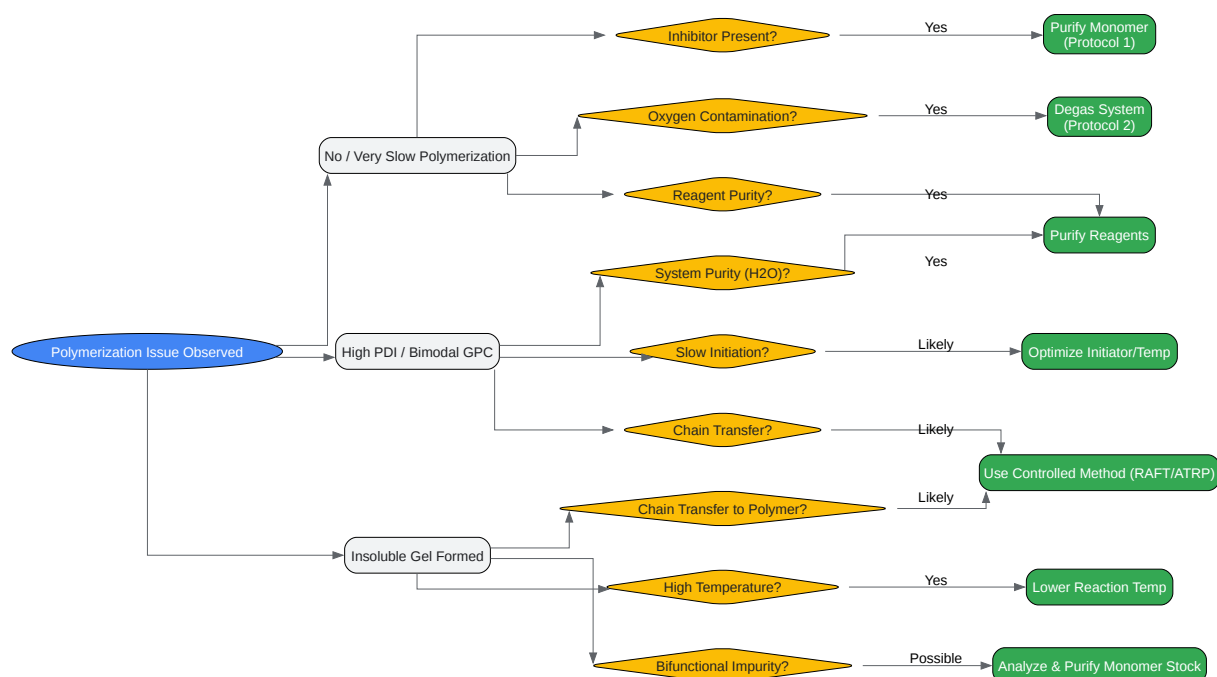 Inhibitor Present?
Yes
Purify Monomer
(Protocol 1)
Oxygen Contamination?
Yes
Degas System
(Protocol 2)
No / Very Slow Polymerization
Reagent Purity?
Yes
Purify Reagents
System Purity (H2O)?
Yes
Polymerization Issue Observed
High PDI / Bimodal GPC
Slow Initiation?
Likely
Optimize Initiator/Temp
Chain Transfer?
Likely
Use Controlled Method (RAFT/ATRP)
Chain Transfer to Polymer?
Likely
Insoluble Gel Formed
High Temperature?
Yes
Lower Reaction Temp
Bifunctional Impurity?
Possible
Analyze & Purify Monomer Stock